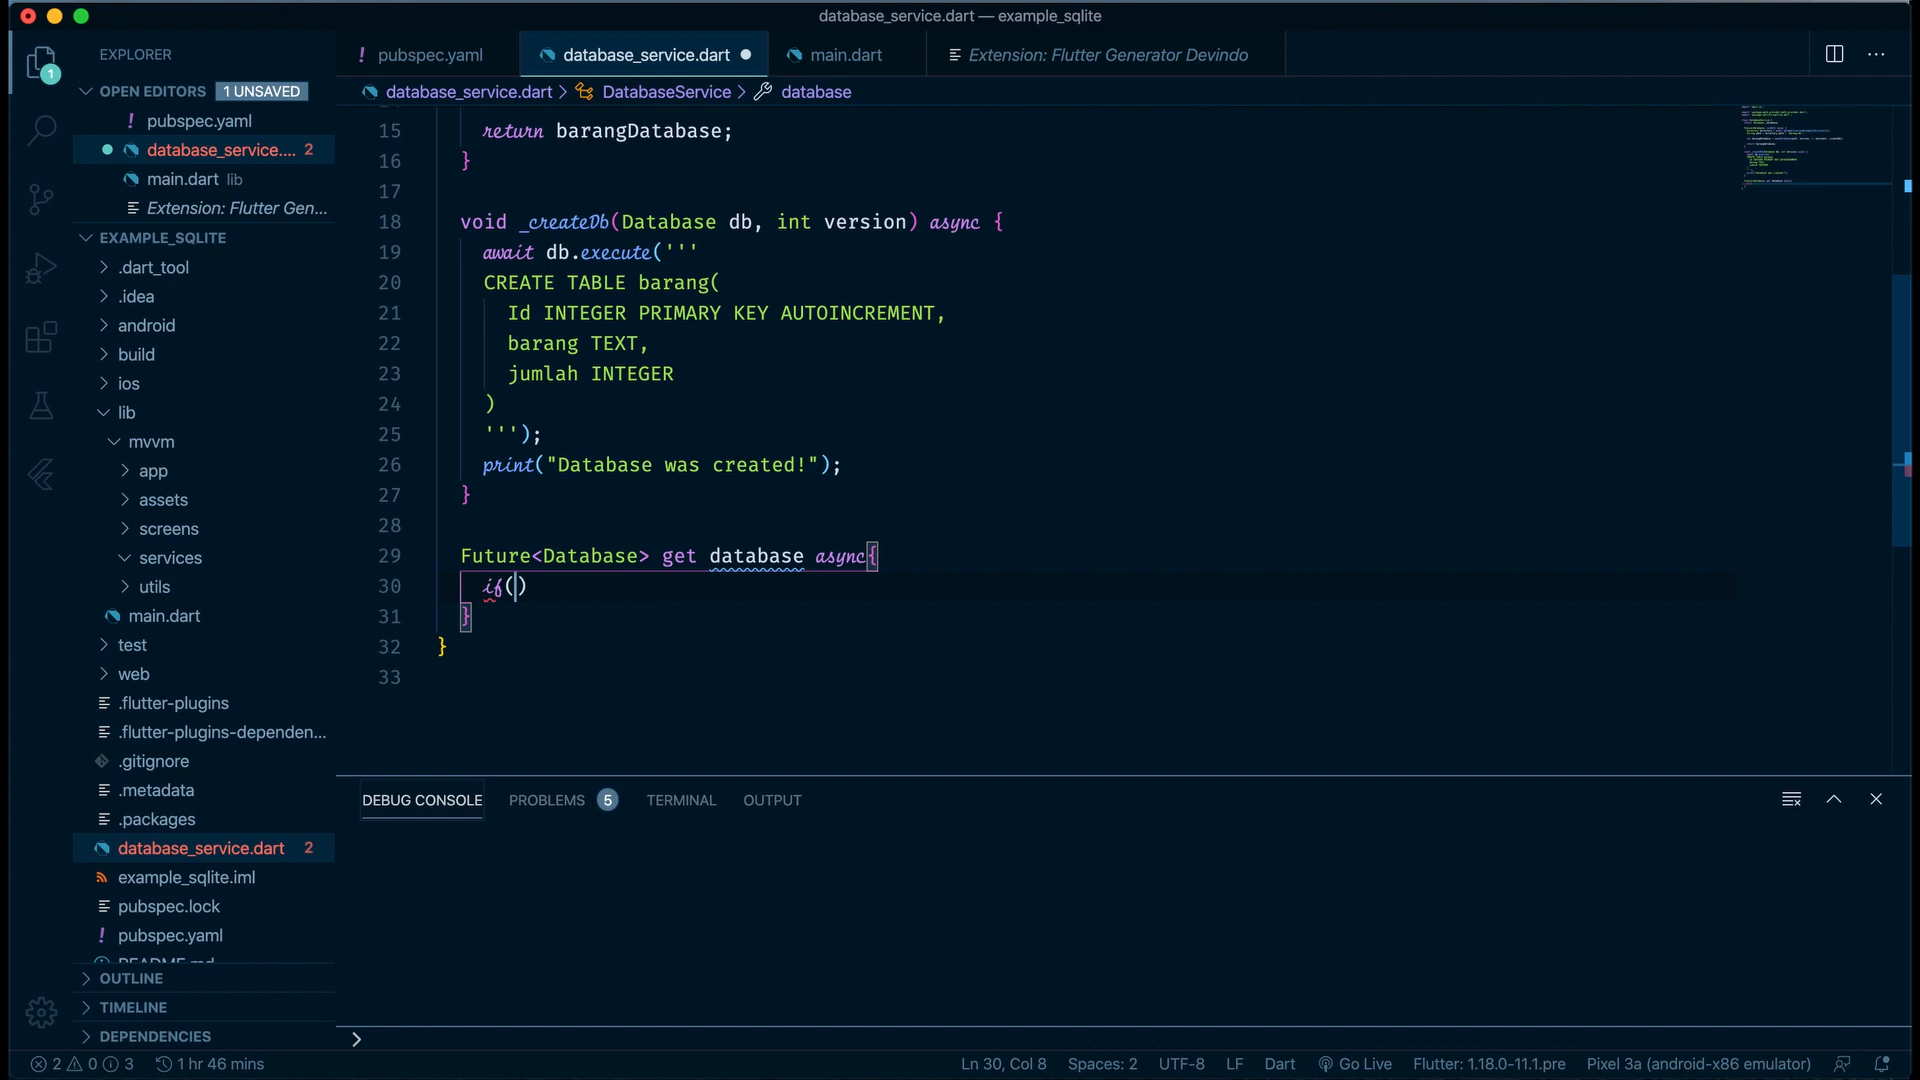 database_service.dart — example_sqlite
EXPLORER
OPEN EDITORS 1 UNSAVED
! pubspec.yaml
database_service.... 2
main.dart lib
Extension: Flutter Gen...
EXAMPLE_SQLITE
.dart_tool
.idea
android
build
ios
lib
mvvm
app
assets
screens
services
utils
main.dart
test
web
.flutter-plugins
.flutter-plugins-dependen...
.gitignore
.metadata
.packages
database_service.dart 2
example_sqlite.iml
pubspec.lock
! pubspec.yaml
README.md
OUTLINE
TIMELINE
DEPENDENCIES
1
! pubspec.yaml database_service.dart ● main.dart Extension: Flutter Generator Devindo ...
database_service.dart > DatabaseService > database
15 return barangDatabase;
16 }
17
18 void _createDb(Database db, int version) async {
19 await db.execute('''
20 CREATE TABLE barang(
21 Id INTEGER PRIMARY KEY AUTOINCREMENT,
22 barang TEXT,
23 jumlah INTEGER
24 )
25 ''');
26 print("Database was created!");
27 }
28
29 Future<Database> get database async{
30 if()
31 }
32 }
33
DEBUG CONSOLE PROBLEMS 5 TERMINAL OUTPUT
>
2 0 3 1 hr 46 mins Ln 30, Col 8 Spaces: 2 UTF-8 LF Dart Go Live Flutter: 1.18.0-11.1.pre Pixel 3a (android-x86 emulator)